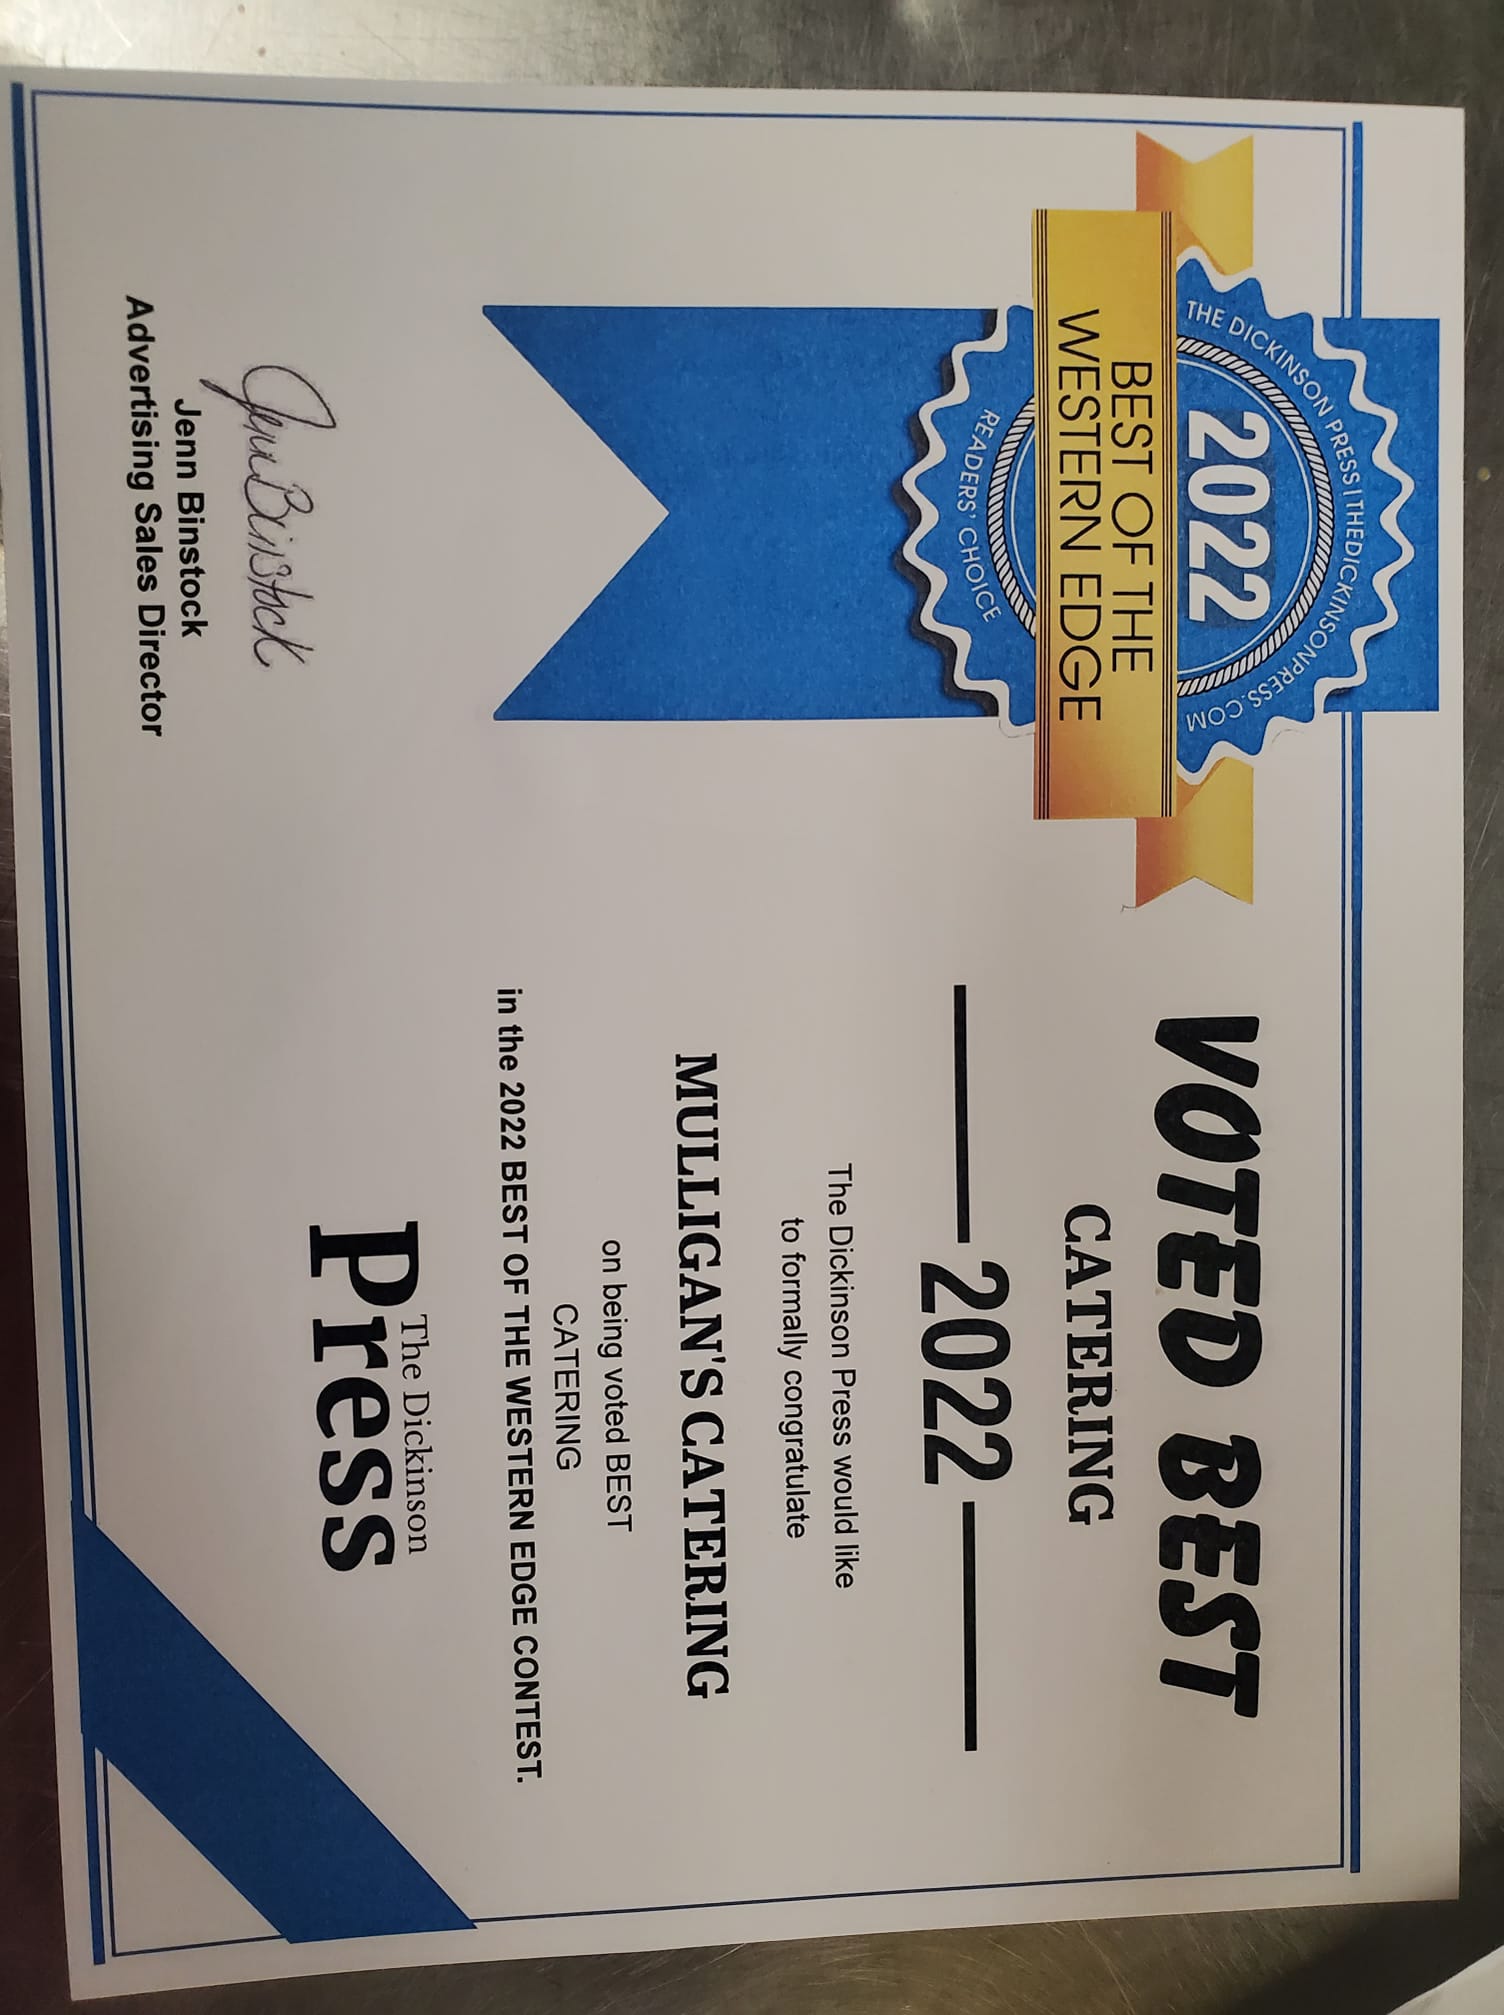 THE DICKINSON PRESS | THEDICKINSONPRESS.COM
2022
BEST OF THE
WESTERN EDGE
READERS' CHOICE
VOTED BEST
CATERING
2022
The Dickinson Press would like
to formally congratulate
MULLIGAN'S CATERING
on being voted BEST
CATERING
in the 2022 BEST OF THE WESTERN EDGE CONTEST.
The Dickinson
Press
Jenn Binstock
Jenn Binstock
Advertising Sales Director